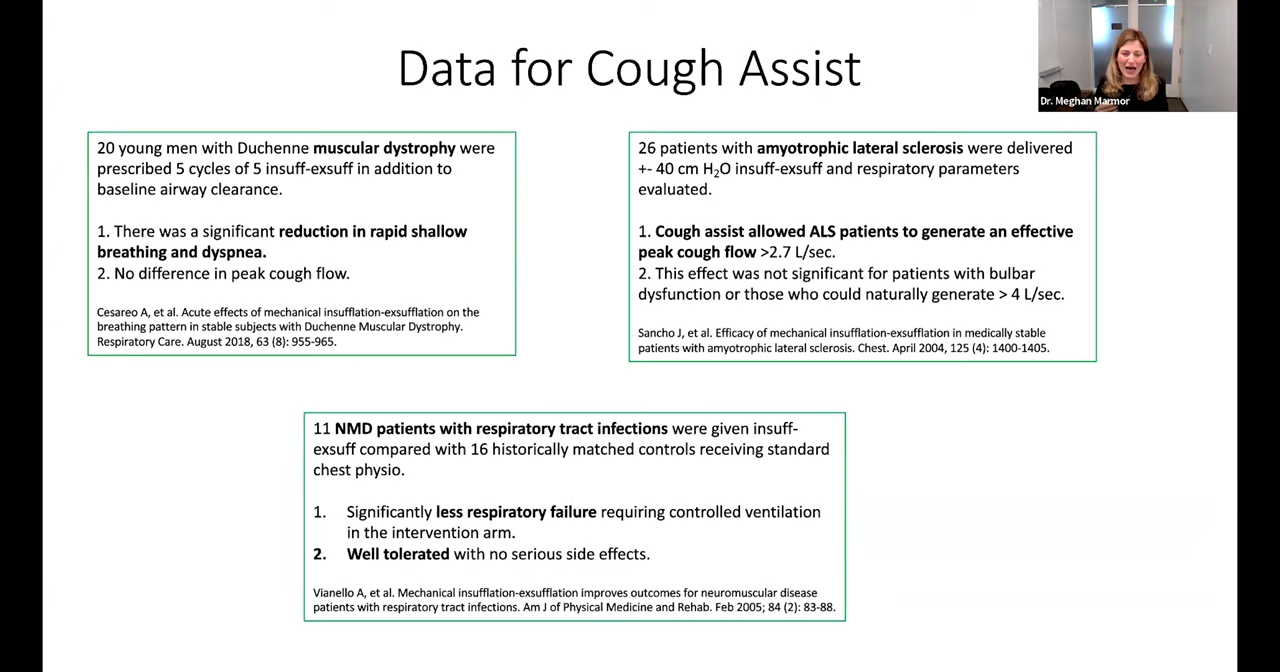 Data for Cough Assist
Dr. Meghan Marmor
20 young men with Duchenne muscular dystrophy were
prescribed 5 cycles of 5 insuff-exsuff in addition to
baseline airway clearance.
1. There was a significant reduction in rapid shallow
breathing and dyspnea.
2. No difference in peak cough flow.
Cesareo A, et al. Acute effects of mechanical insufflation-exsufflation on the
breathing pattern in stable subjects with Duchenne Muscular Dystrophy.
Respiratory Care. August 2018, 63 (8): 955-965.
26 patients with amyotrophic lateral sclerosis were delivered
+- 40 cm H₂O insuff-exsuff and respiratory parameters
evaluated.
1. Cough assist allowed ALS patients to generate an effective
peak cough flow >2.7 L/sec.
2. This effect was not significant for patients with bulbar
dysfunction or those who could naturally generate > 4 L/sec.
Sancho J, et al. Efficacy of mechanical insufflation-exsufflation in medically stable
patients with amyotrophic lateral sclerosis. Chest. April 2004, 125 (4): 1400-1405.
11 NMD patients with respiratory tract infections were given insuff-
exsuff compared with 16 historically matched controls receiving standard
chest physio.
1. Significantly less respiratory failure requiring controlled ventilation
in the intervention arm.
2. Well tolerated with no serious side effects.
Vianello A, et al. Mechanical insufflation-exsufflation improves outcomes for neuromuscular disease
patients with respiratory tract infections. Am J of Physical Medicine and Rehab. Feb 2005; 84 (2): 83-88.